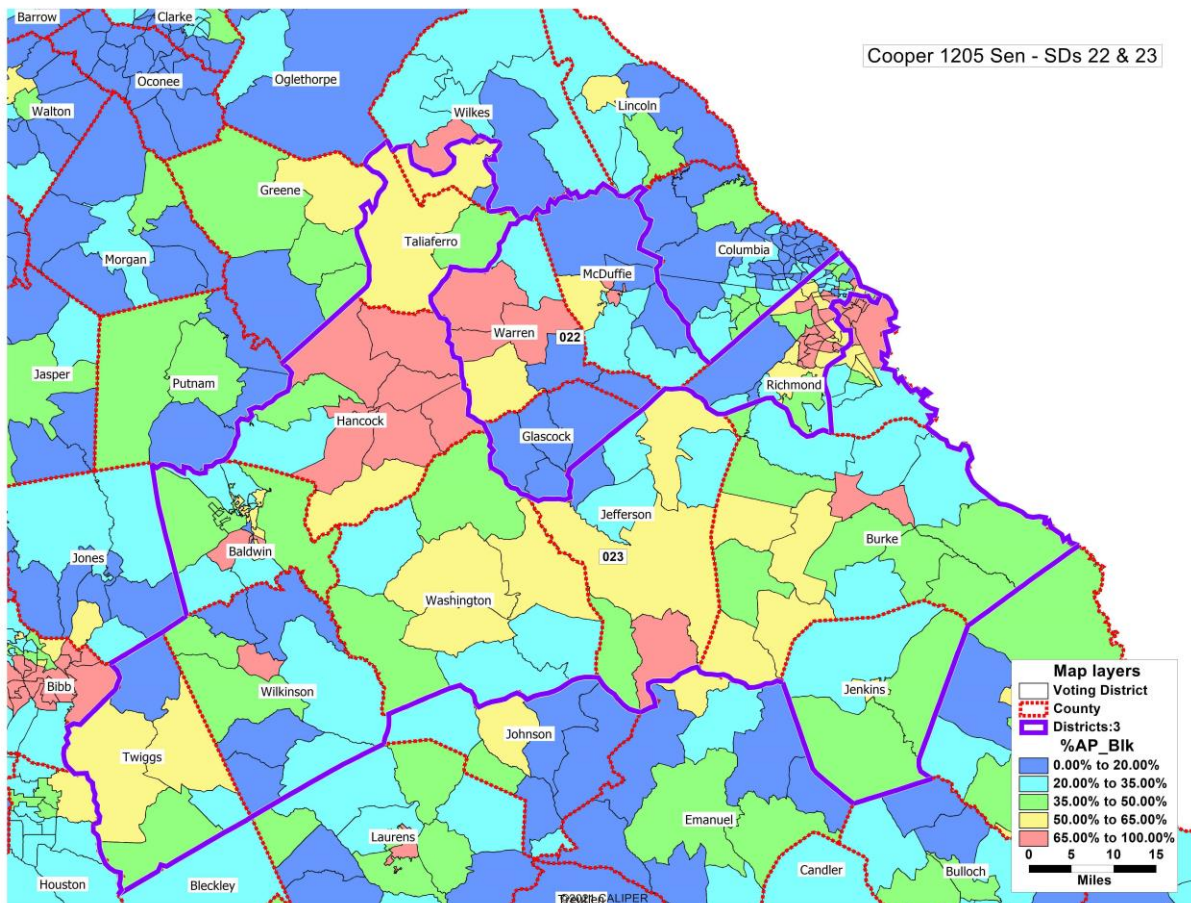 Cooper 1205 Sen - SDs 22 & 23
Barrow
Clarke
Oconee
Oglethorpe
Walton
Wilkes
Lincoln
Greene
Taliaferro
Columbia
Morgan
McDuffie
Warren
022
Jasper
Putnam
Richmond
Hancock
Glascock
Jefferson
Jones
Baldwin
023
Burke
Washington
Bibb
Wilkinson
Jenkins
Twiggs
Johnson
Emanuel
Laurens
Candler
Bulloch
Houston
Bleckley
CALIPER
Map layers
Voting District
County
Districts:3
%AP_Blk
0.00% to 20.00%
20.00% to 35.00%
35.00% to 50.00%
50.00% to 65.00%
65.00% to 100.00%
0 5 10 15
Miles